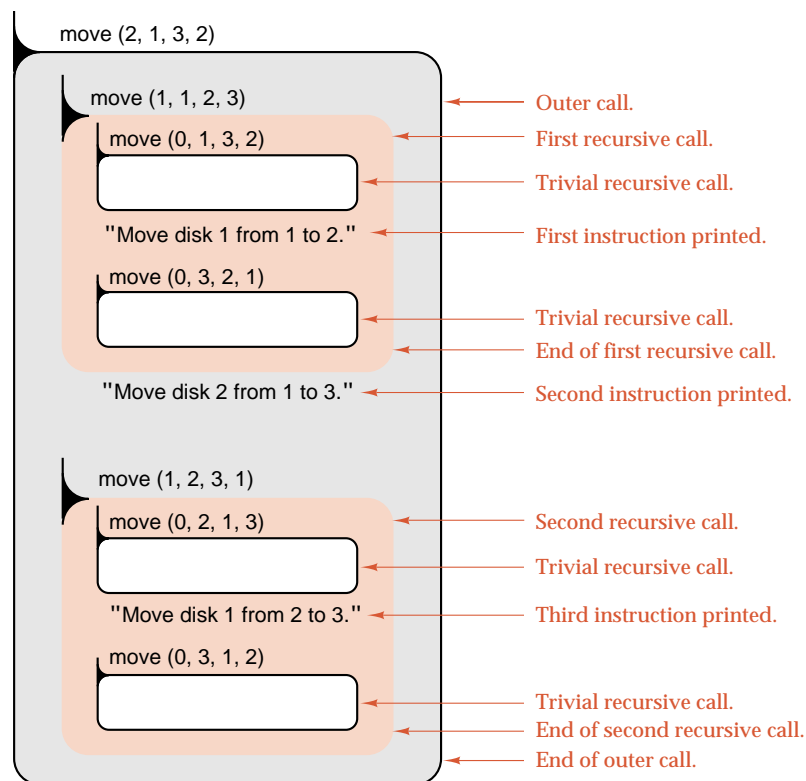 move (2, 1, 3, 2)
move (1, 1, 2, 3)
Outer call.
move (0, 1, 3, 2)
First recursive call.
Trivial recursive call.
"Move disk 1 from 1 to 2."
First instruction printed.
move (0, 3, 2, 1)
Trivial recursive call.
End of first recursive call.
"Move disk 2 from 1 to 3."
Second instruction printed.
move (1, 2, 3, 1)
move (0, 2, 1, 3)
Second recursive call.
Trivial recursive call.
"Move disk 1 from 2 to 3."
Third instruction printed.
move (0, 3, 1, 2)
Trivial recursive call.
End of second recursive call.
End of outer call.